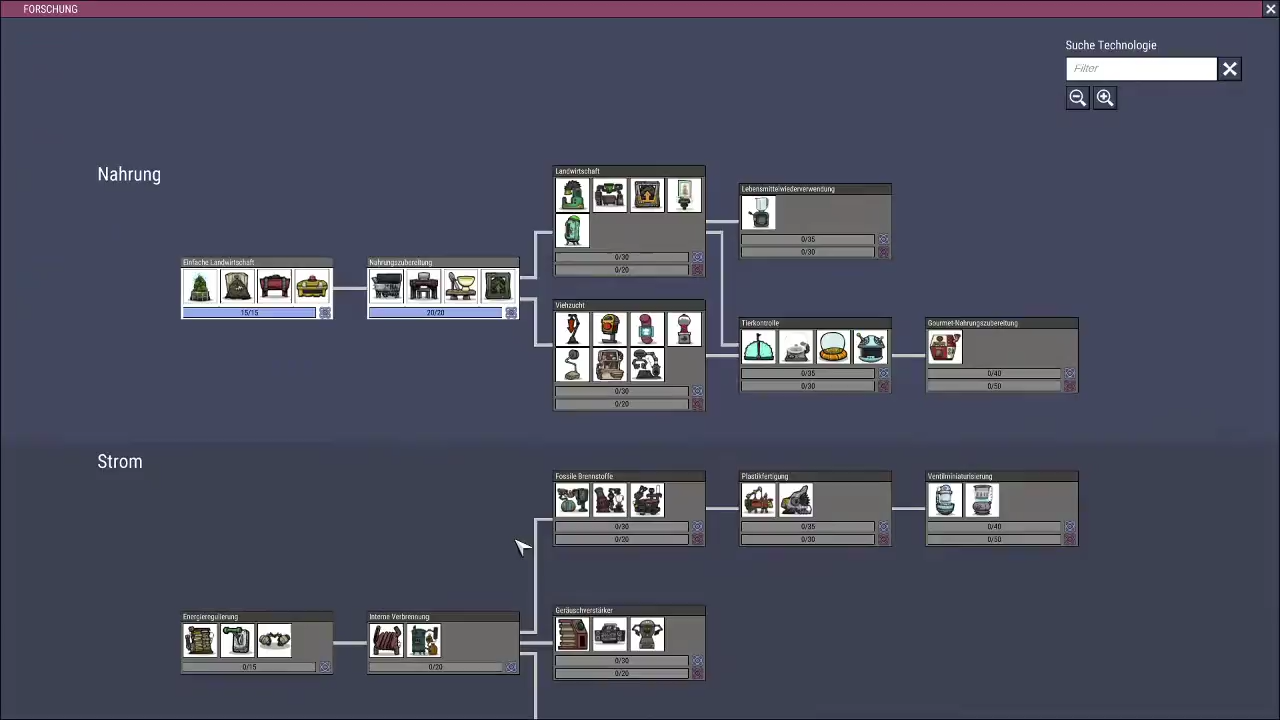 FORSCHUNG
Suche Technologie
Filter
Nahrung
Landwirtschaft
0/30
0/20
Lebensmittelwiederverwendung
0/35
0/30
Einfache Landwirtschaft
15/15
Nahrungszubereitung
20/20
Viehzucht
0/30
0/20
Tierkontrolle
0/35
0/30
Gourmet-Nahrungszubereitung
0/40
0/50
Strom
Fossile Brennstoffe
0/30
0/20
Plastikfertigung
0/35
0/30
Ventilminiaturisierung
0/40
0/50
Energieregulierung
0/15
Interne Verbrennung
0/20
Geräuschverstärker
0/30
0/20